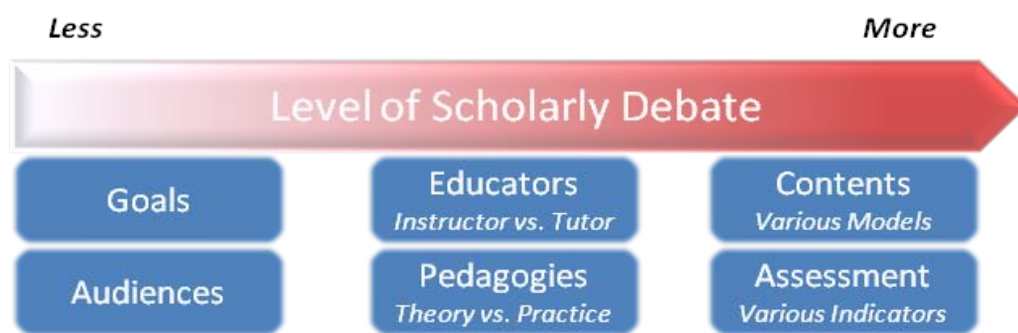 Less More
Level of Scholarly Debate
Goals
Educators
Instructor vs. Tutor
Contents
Various Models
Audiences
Pedagogies
Theory vs. Practice
Assessment
Various Indicators